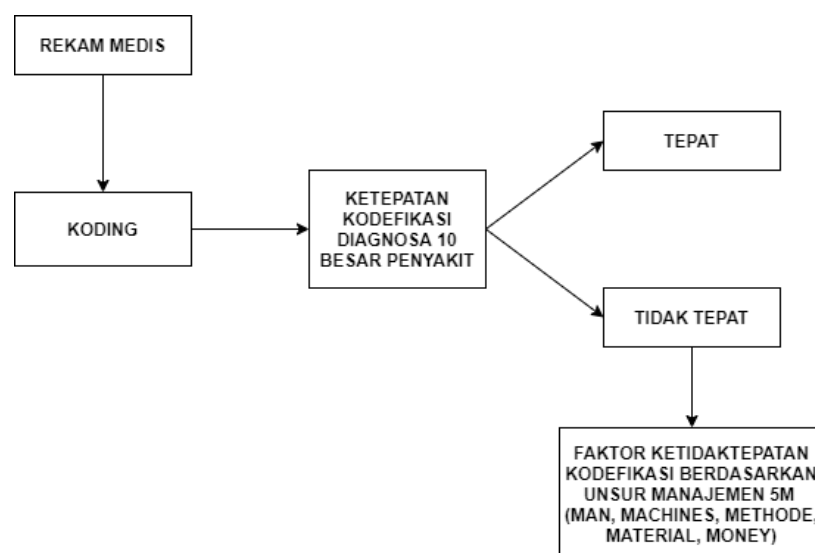 REKAM MEDIS
KODING
KETEPATAN
KODEFIKASI
DIAGNOSA 10
BESAR PENYAKIT
TEPAT
TIDAK TEPAT
FAKTOR KETIDAKTEPATAN
KODEFIKASI BERDASARKAN
UNSUR MANAJEMEN 5M
(MAN, MACHINES, METHODE,
MATERIAL, MONEY)